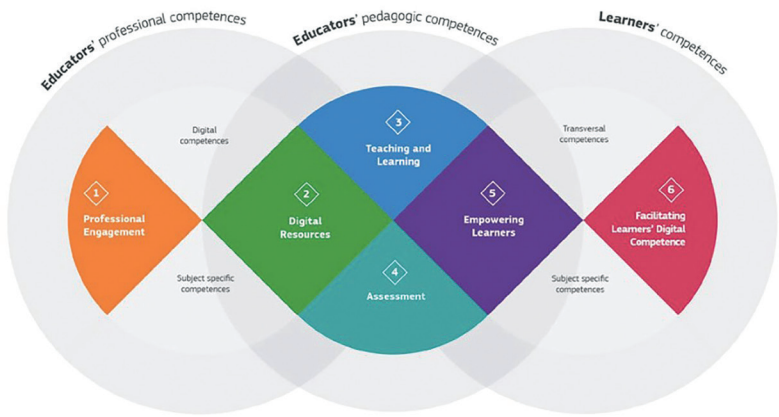 Educators' professional competences
Educators' pedagogic competences
Learners' competences
Digital
competences
Subject specific
competences
1
Professional
Engagement
2
Digital
Resources
3
Teaching and
Learning
4
Assessment
5
Empowering
Learners
Transversal
competences
Subject specific
competences
6
Facilitating
Learners' Digital
Competence